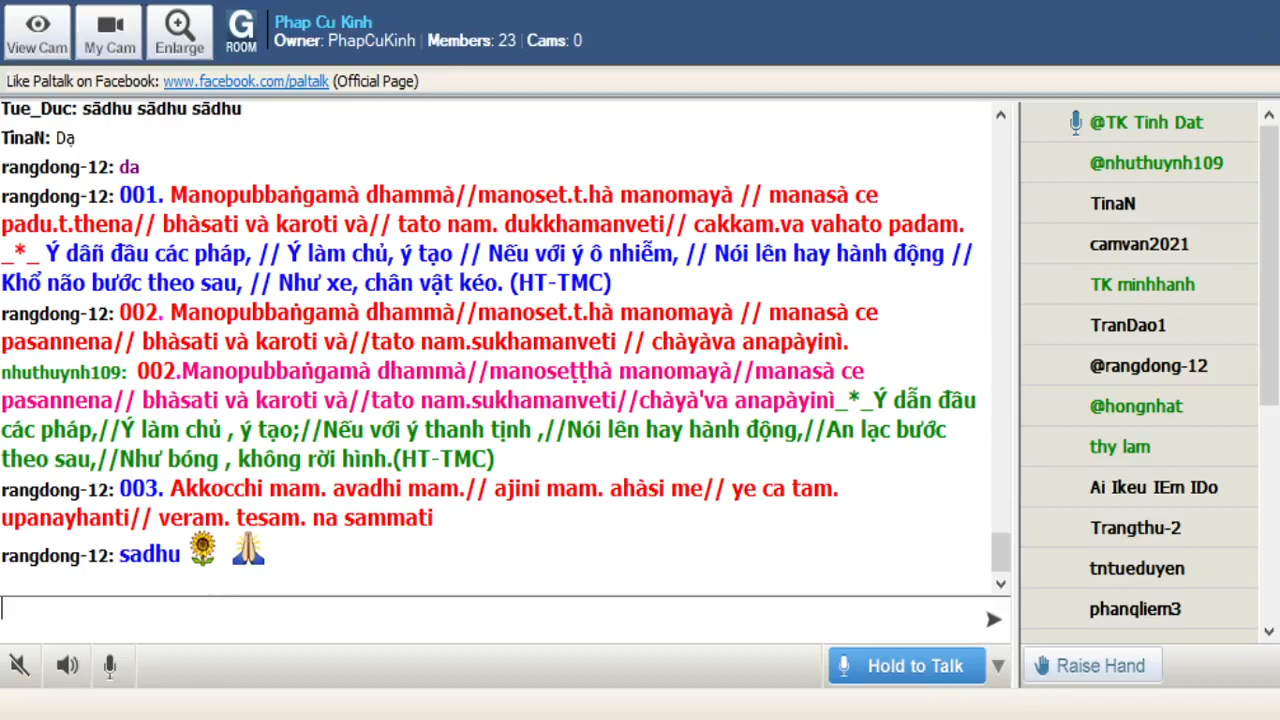 View Cam
My Cam
Enlarge
G
ROOM
Phap Cu Kinh
Owner: PhapCuKinh | Members: 23 | Cams: 0
Like Paltalk on Facebook: www.facebook.com/paltalk (Official Page)
Tue_Duc: sādhu sādhu sādhu
TinaN: Dạ
rangdong-12: da
rangdong-12: 001. Manopubbaṅgamà dhammà//manoset.t.hà manomayà // manasà ce
padu.t.thena// bhàsati và karoti và// tato nam. dukkhamanveti// cakkam.va vahato padam.
_*_ Ý dẫn đầu các pháp, // Ý làm chủ, ý tạo // Nếu với ý ô nhiễm, // Nói lên hay hành động //
Khổ não bước theo sau, // Như xe, chân vật kéo. (HT-TMC)
rangdong-12: 002. Manopubbaṅgamà dhammà//manoset.t.hà manomayà // manasà ce
pasannena// bhàsati và karoti và//tato nam.sukhamanveti // chàyàva anapàyinì.
nhuthuynh109: 002.Manopubbaṅgamà dhammà//manoseṭṭhà manomayà//manasà ce
pasannena// bhàsati và karoti và//tato nam.sukhamanveti//chàyà'va anapàyinì_*_Ý dẫn đầu
các pháp,//Ý làm chủ , ý tạo;//Nếu với ý thanh tịnh ,//Nói lên hay hành động,//An lạc bước
theo sau,//Như bóng , không rời hình.(HT-TMC)
rangdong-12: 003. Akkocchi mam. avadhi mam.// ajini mam. ahàsi me// ye ca tam.
upanayhanti// veram. tesam. na sammati
rangdong-12: sadhu
@TK Tinh Dat
@nhuthuynh109
TinaN
camvan2021
TK minhhanh
TranDao1
@rangdong-12
@hongnhat
thy lam
Ai Ikeu IEm IDo
Trangthu-2
tntueduyen
phanqliem3
Hold to Talk
Raise Hand